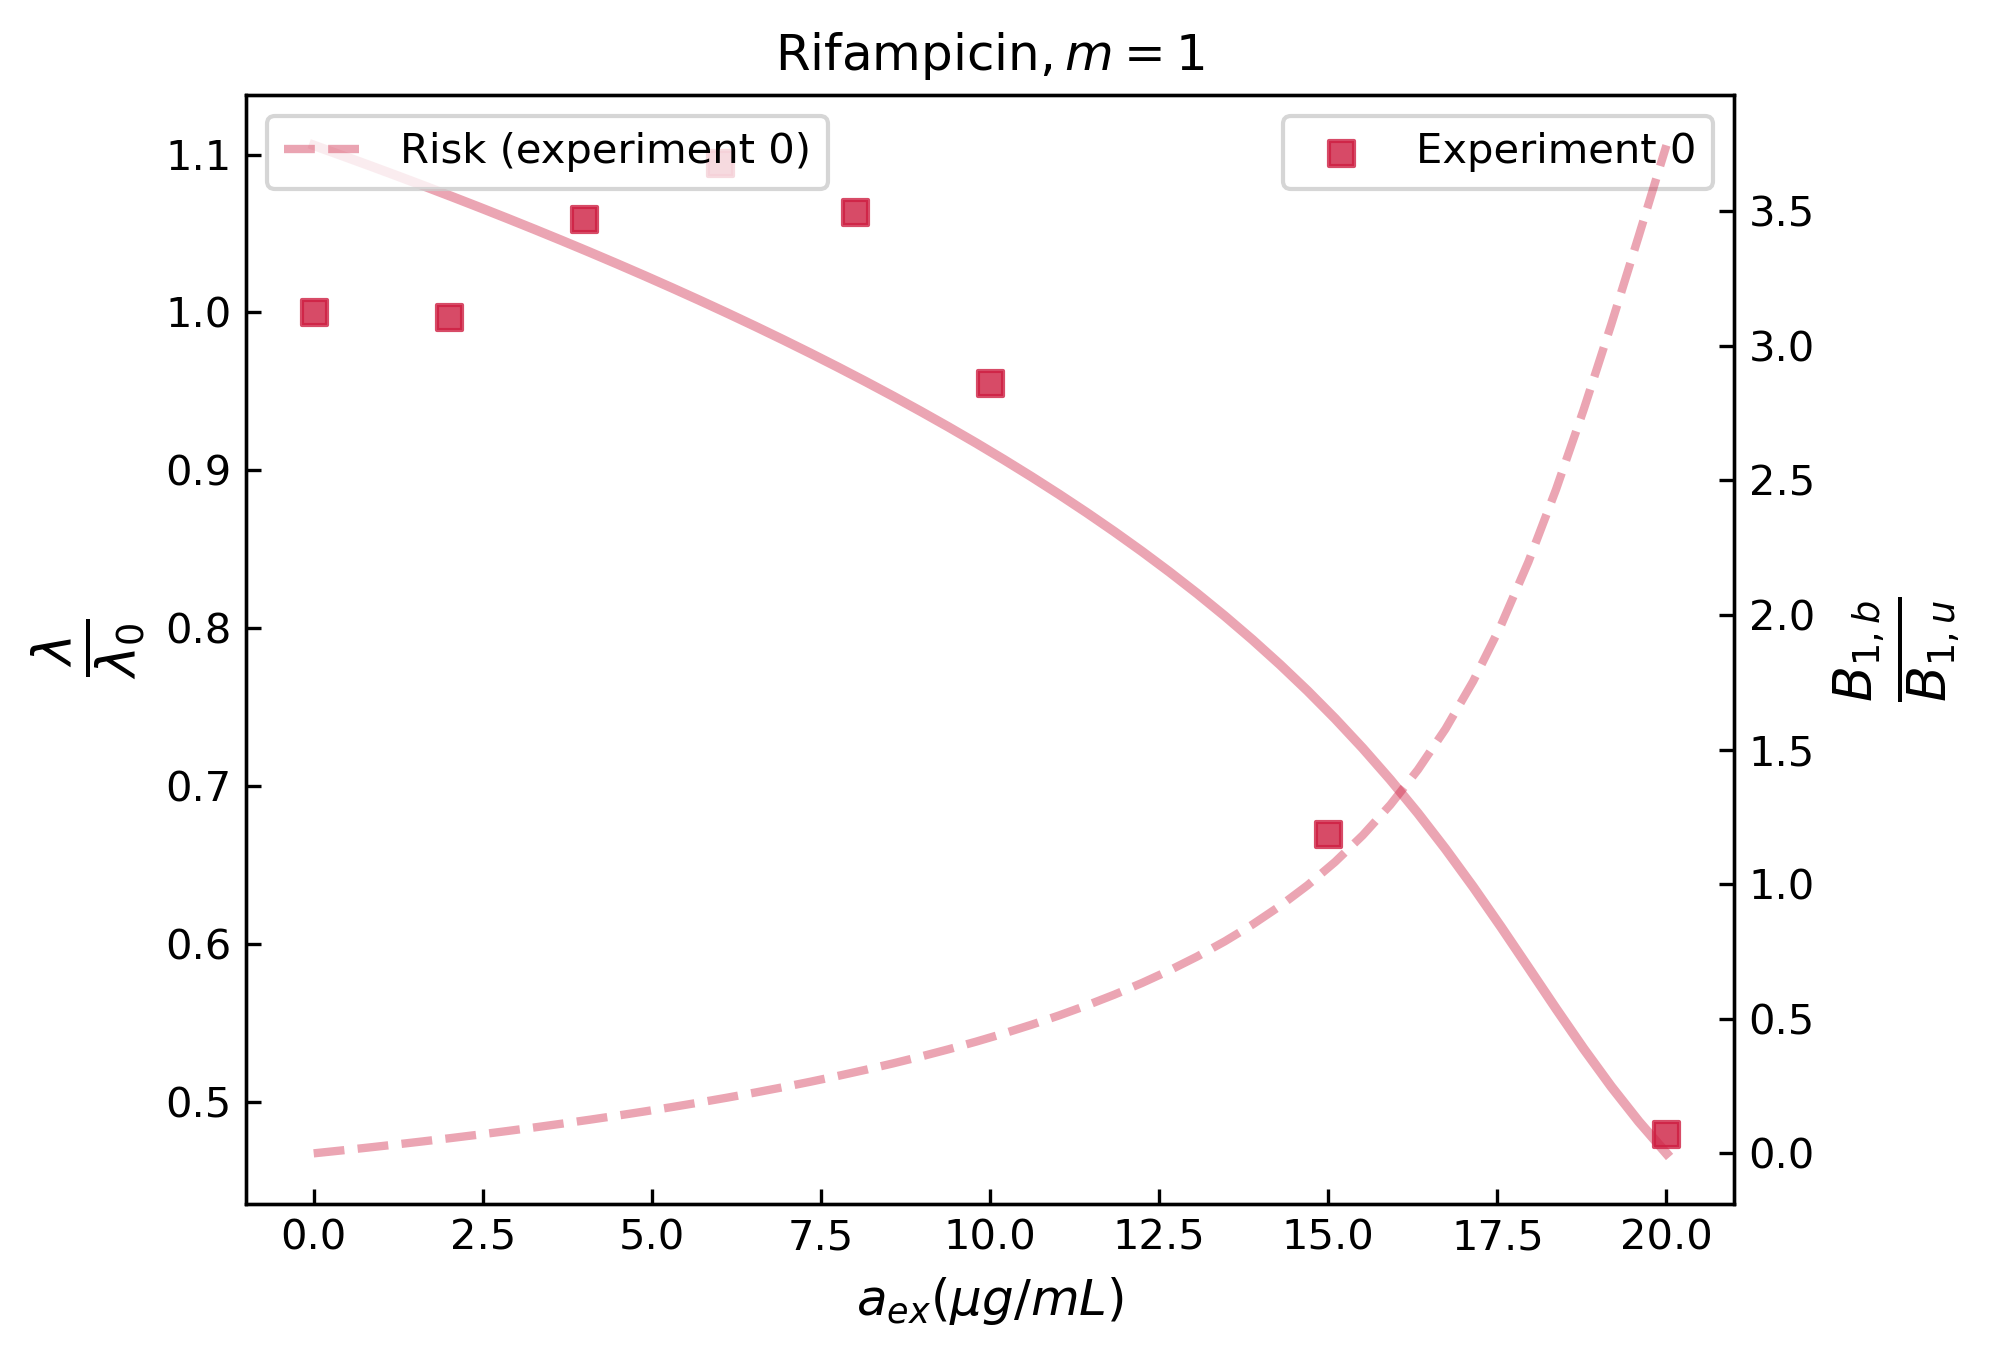 Rifampicin, m = 1
Risk (experiment 0)
Experiment 0
1.1
1.0
0.9
0.8
0.7
0.6
0.5
λ
λ0
3.5
3.0
2.5
2.0
1.5
1.0
0.5
0.0
B1, b
B1, u
0.0 2.5 5.0 7.5 10.0 12.5 15.0 17.5 20.0
aex(μg/mL)